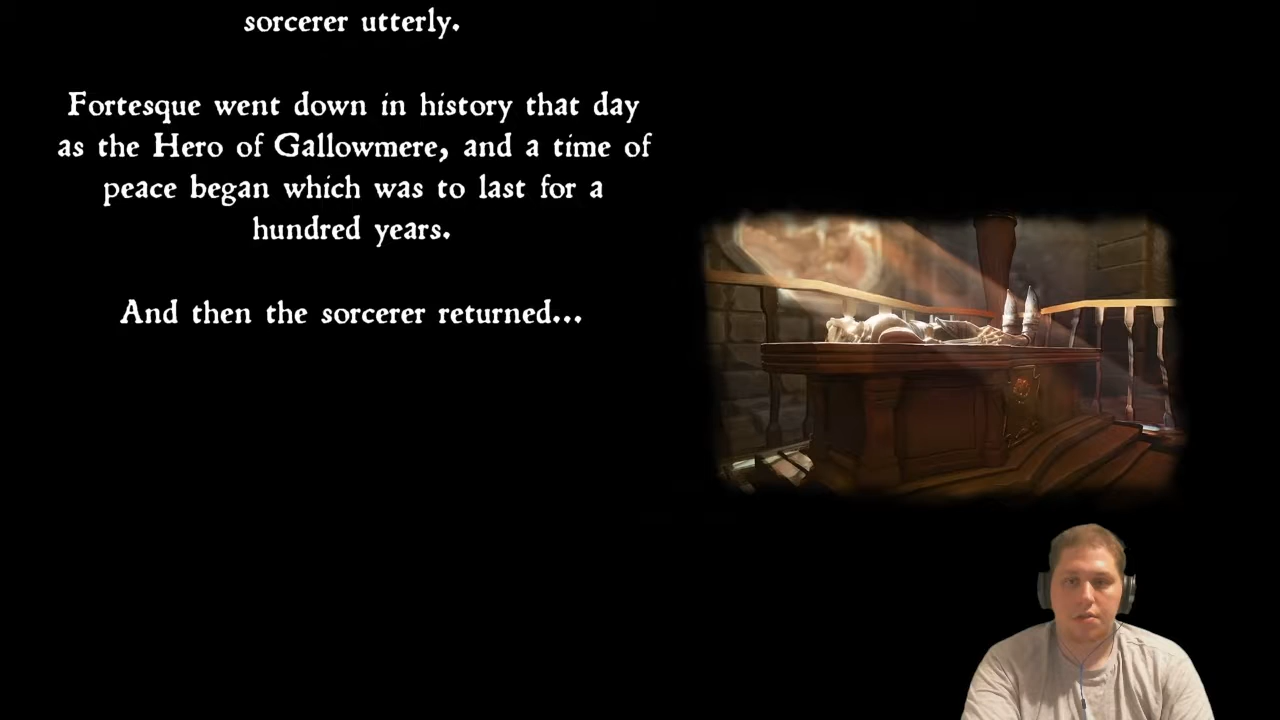 sorcerer utterly.
Fortesque went down in history that day
as the Hero of Gallowmere, and a time of
peace began which was to last for a
hundred years.
And then the sorcerer returned...